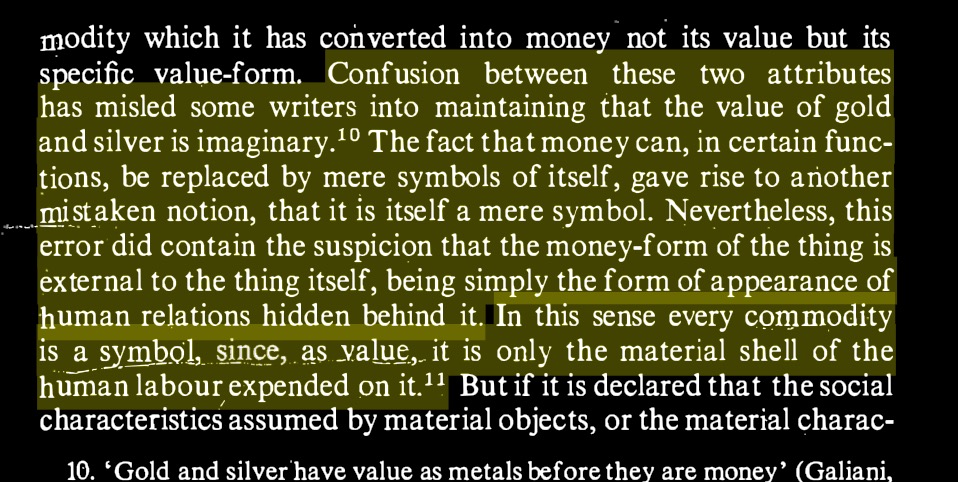 modity which it has converted into money not its value but its
specific value-form. Confusion between these two attributes
has misled some writers into maintaining that the value of gold
and silver is imaginary.¹⁰ The fact that money can, in certain func-
tions, be replaced by mere symbols of itself, gave rise to another
mistaken notion, that it is itself a mere symbol. Nevertheless, this
error did contain the suspicion that the money-form of the thing is
external to the thing itself, being simply the form of appearance of
human relations hidden behind it. In this sense every commodity
is a symbol, since, as value, it is only the material shell of the
human labour expended on it.¹¹ But if it is declared that the social
characteristics assumed by material objects, or the material charac-
10. ‘Gold and silver have value as metals before they are money’ (Galiani,